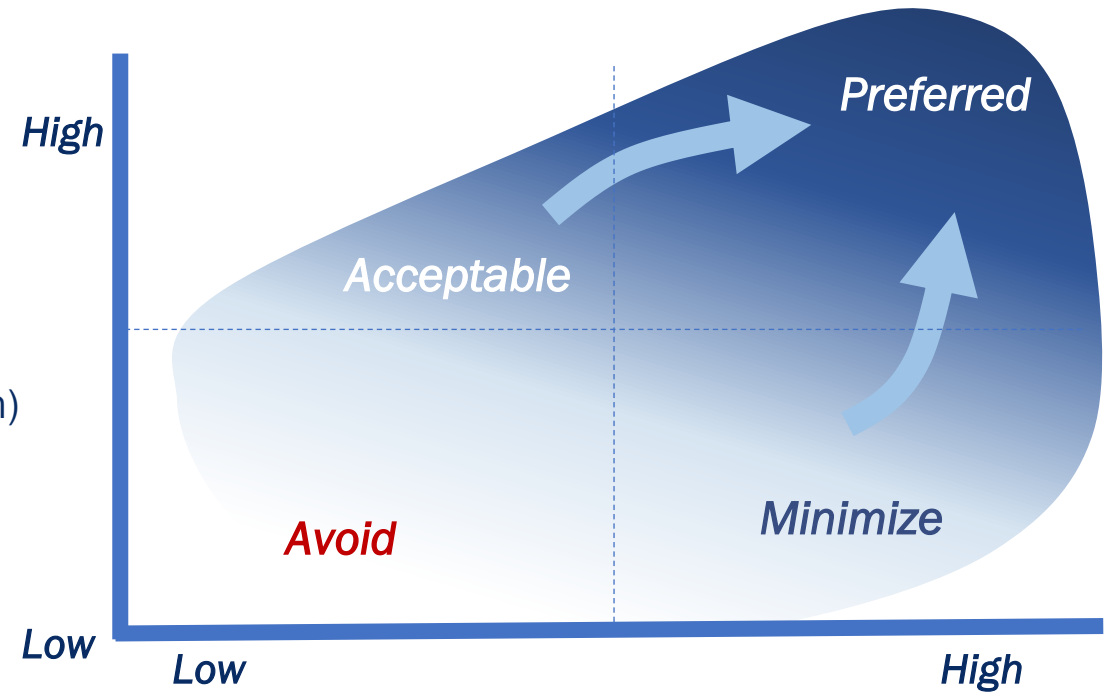 Preferred
High
Acceptable
n)
Minimize
Avoid
Low
Low
High